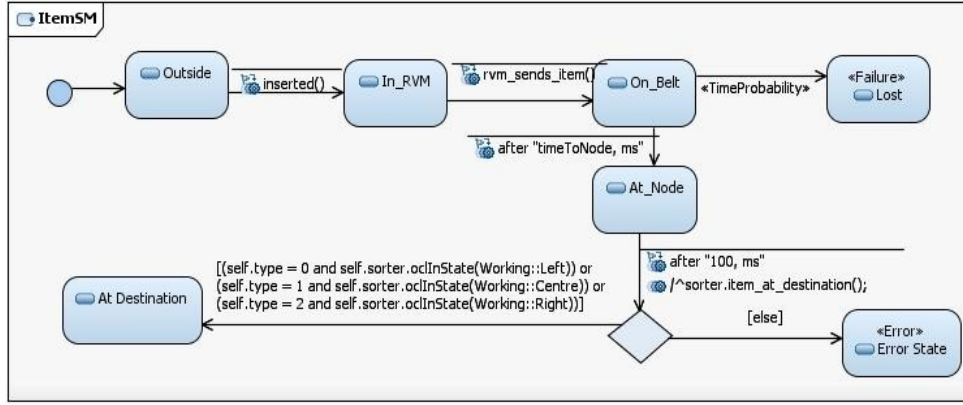 ItemSM
Outside
inserted()
In_RVM
rvm_sends_item()
On_Belt
«TimeProbability»
«Failure»
Lost
after "timeToNode, ms"
At_Node
after "100, ms"
/^sorter.item_at_destination();
[(self.type = 0 and self.sorter.oclInState(Working::Left)) or
(self.type = 1 and self.sorter.oclInState(Working::Centre)) or
(self.type = 2 and self.sorter.oclInState(Working::Right))]
At Destination
[else]
«Error»
Error State